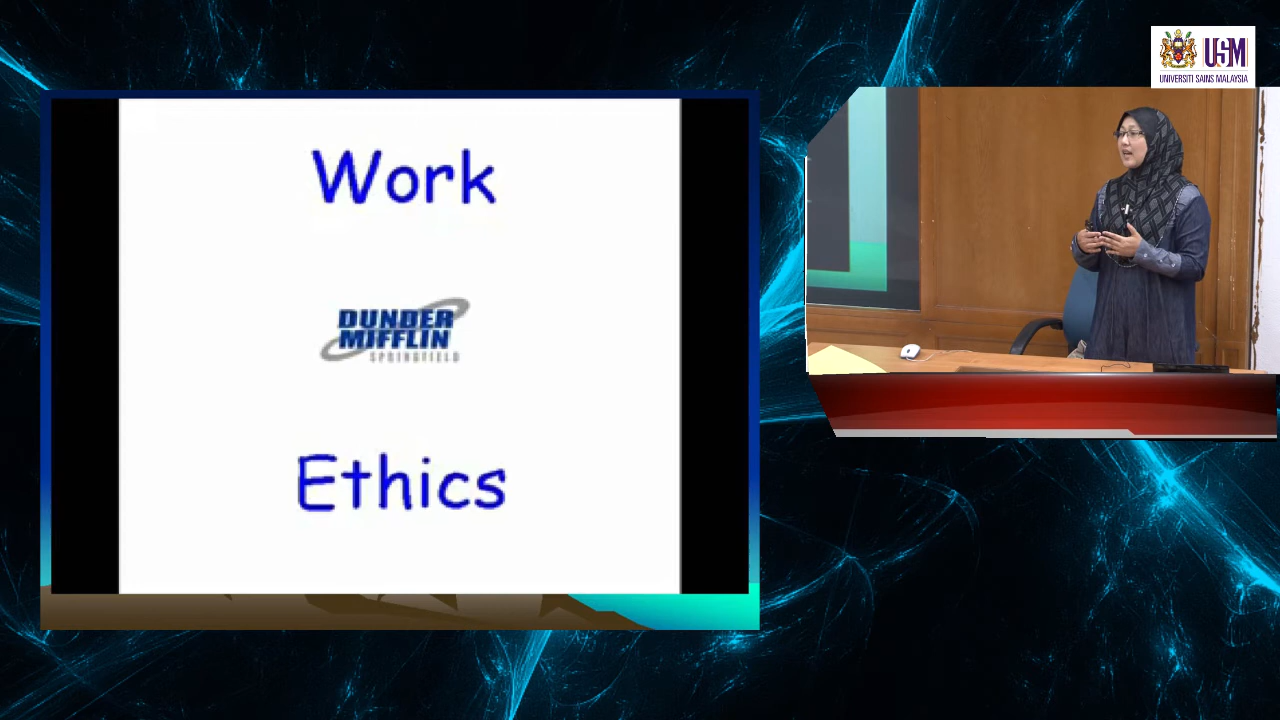 Work
DUNDER
MIFFLIN
SPRINGFIELD
Ethics
USM
UNIVERSITI SAINS MALAYSIA